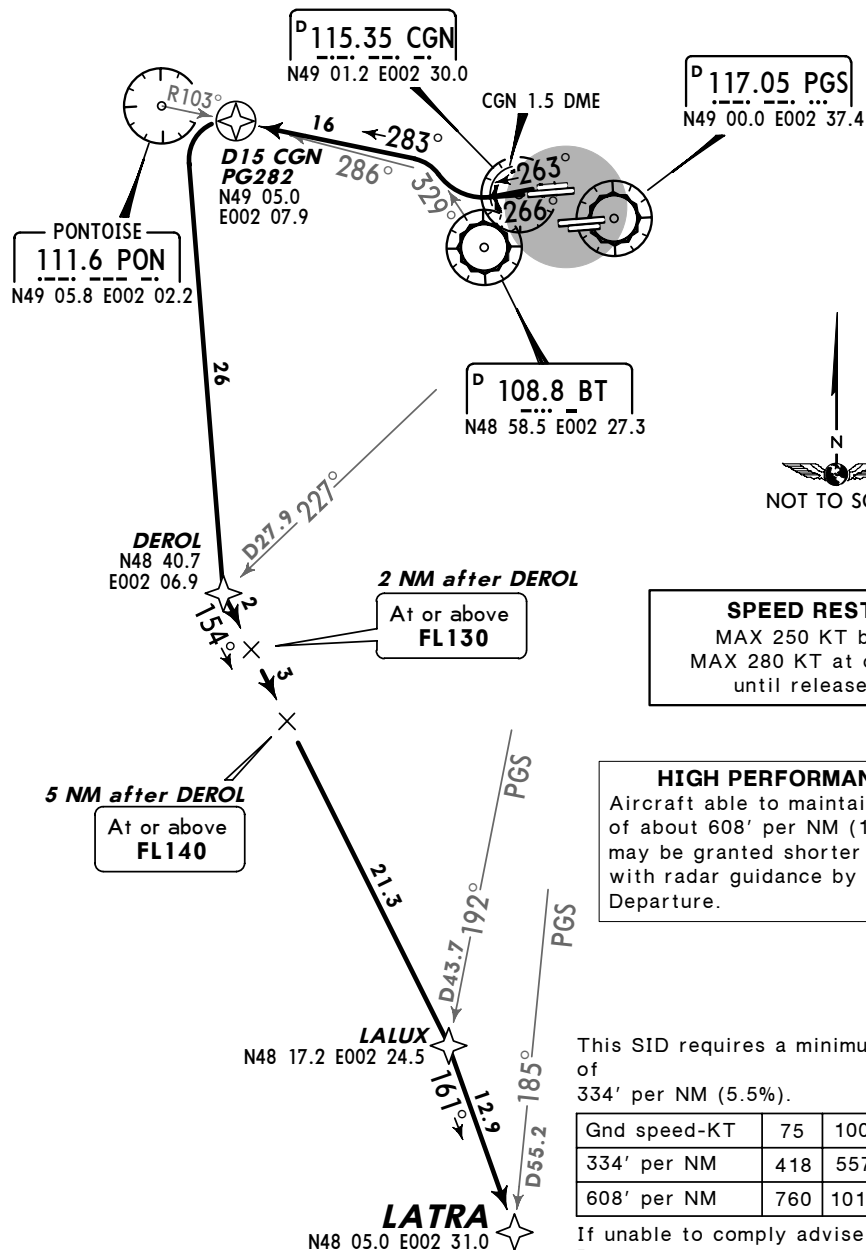 D 115.35 CGN
N49 01.2 E002 30.0
D 117.05 PGS
N49 00.0 E002 37.4
CGN 1.5 DME
R103°
16
283°
286°
329°
263°
266°
D15 CGN
PG282
N49 05.0
E002 07.9
PONTOISE
111.6 PON
N49 05.8 E002 02.2
D 108.8 BT
N48 58.5 E002 27.3
26
N
NOT TO SC
D27.9 227°
DEROL
N48 40.7
E002 06.9
2
154°
3
2 NM after DEROL
At or above
FL130
SPEED REST
MAX 250 KT b
MAX 280 KT at o
until release
5 NM after DEROL
At or above
FL140
HIGH PERFORMAN
Aircraft able to maintai
of about 608' per NM (1
may be granted shorter
with radar guidance by
Departure.
21.3
PGS
D43.7 192°
PGS
D55.2 185°
LALUX
N48 17.2 E002 24.5
161°
12.9
LATRA
N48 05.0 E002 31.0
This SID requires a minimu
of
334' per NM (5.5%).
Gnd speed-KT 75 100
334' per NM 418 557
608' per NM 760 101
If unable to comply advise